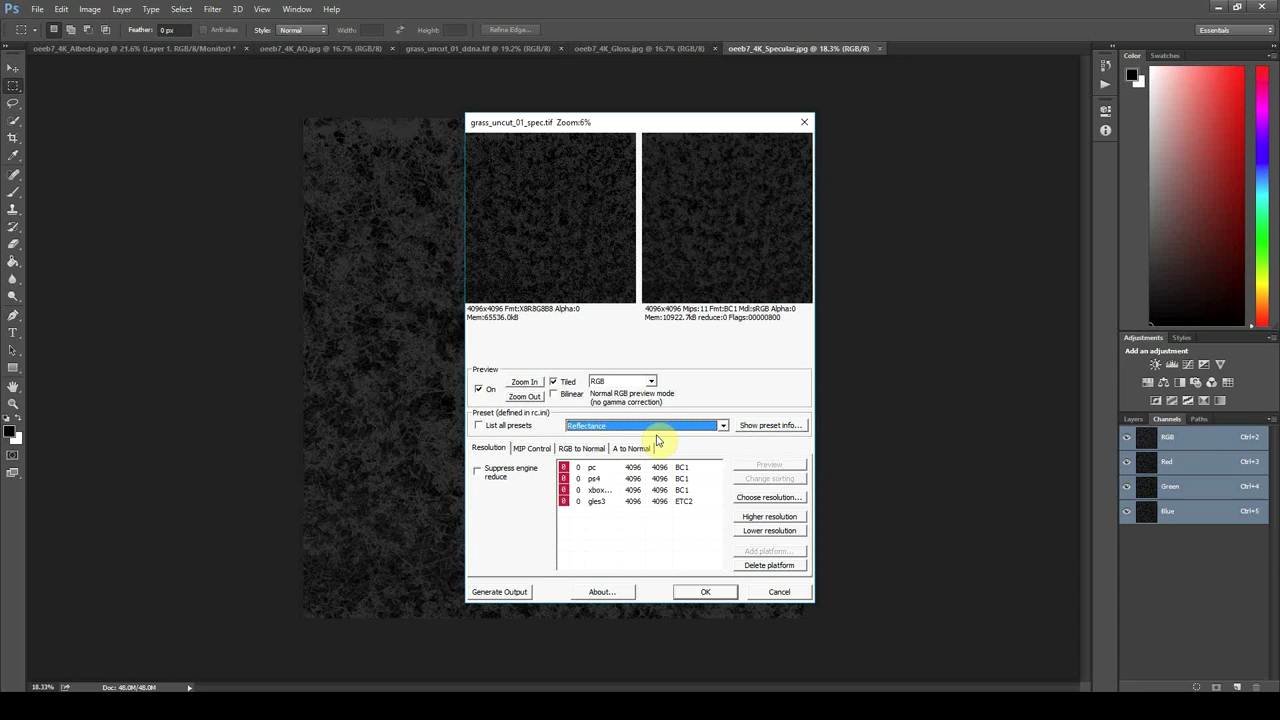 Ps File Edit Image Layer Type Select Filter 3D View Window Help
Feather: 0 px Anti-alias Style: Normal Width: Height: Refine Edge... Essentials
oeeb7_4K_Albedo.jpg @ 21.6% (Layer 1, RGB/8/Monitor) * × oeeb7_4K_AO.jpg @ 16.7% (RGB/8) × grass_uncut_01_ddna.tif @ 19.2% (RGB/8) × oeeb7_4K_Gloss.jpg @ 16.7% (RGB/8) × oeeb7_4K_Specular.jpg @ 18.3% (RGB/8) ×
Color Swatches
grass_uncut_01_spec.tif Zoom:6%
4096x4096 Fmt:X8R8G8B8 Alpha:0
Mem:65536.0kB
4096x4096 Mips:11 Fmt:BC1 Mdl:sRGB Alpha:0
Mem:10922.7kB reduce:0 Flags:00000800
Preview
On Zoom In Tiled RGB
Zoom Out Bilinear Normal RGB preview mode
(no gamma correction)
Preset (defined in rc.ini)
List all presets Reflectance Show preset info...
Resolution MIP Control RGB to Normal A to Normal
Suppress engine
reduce
0 0 pc 4096 4096 BC1
0 0 ps4 4096 4096 BC1
0 0 xbox... 4096 4096 BC1
0 0 gles3 4096 4096 ETC2
Preview
Change sorting
Choose resolution...
Higher resolution
Lower resolution
Add platform...
Delete platform
Generate Output About... OK Cancel
Adjustments Styles
Add an adjustment
Layers Channels Paths
RGB Ctrl+2
Red Ctrl+3
Green Ctrl+4
Blue Ctrl+5
18.33% Doc: 48.0M/48.0M